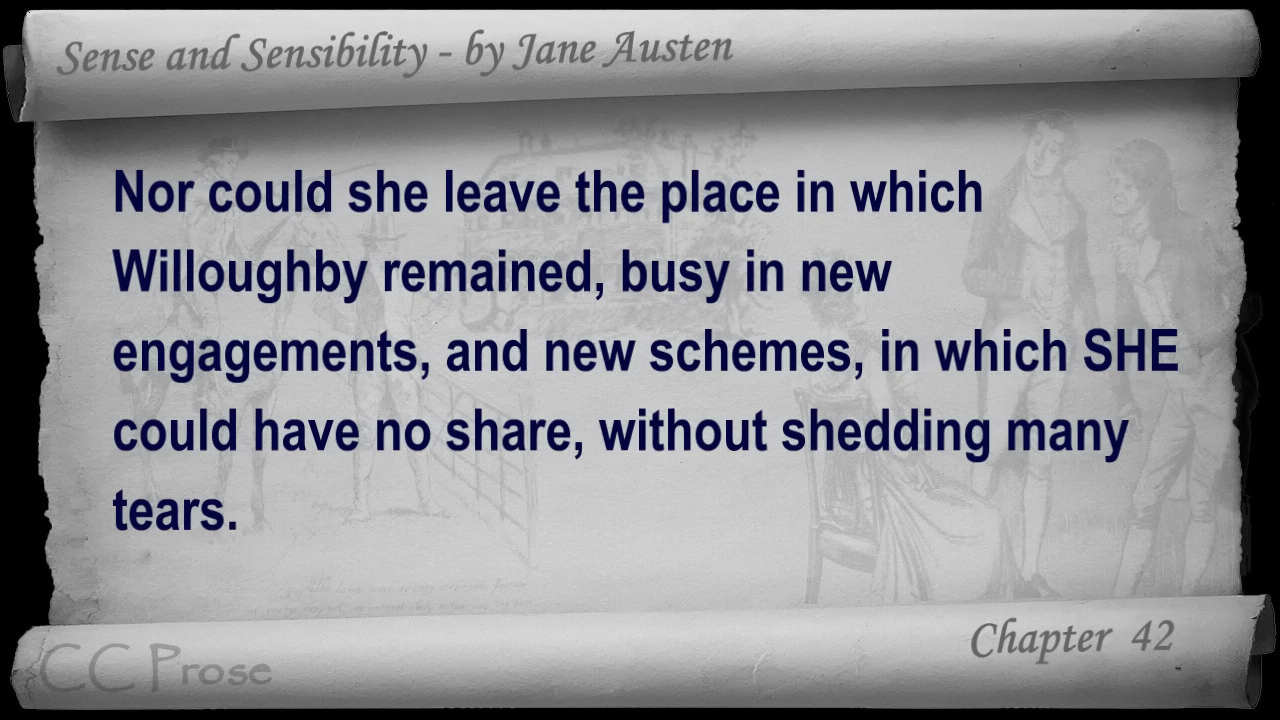 Sense and Sensibility - by Jane Austen
Nor could she leave the place in which
Willoughby remained, busy in new
engagements, and new schemes, in which SHE
could have no share, without shedding many
tears.
Chapter 42
CC Prose